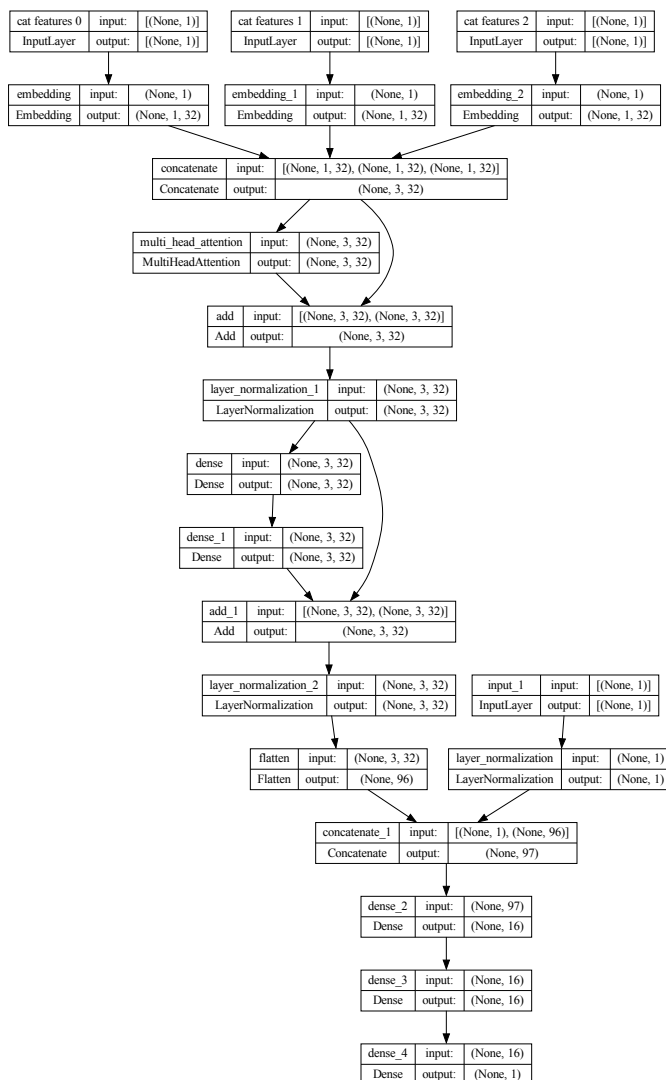 cat features 0 input: [(None, 1)]
InputLayer output: [(None, 1)]
cat features 1 input: [(None, 1)]
InputLayer output: [(None, 1)]
cat features 2 input: [(None, 1)]
InputLayer output: [(None, 1)]
embedding input: (None, 1)
Embedding output: (None, 1, 32)
embedding_1 input: (None, 1)
Embedding output: (None, 1, 32)
embedding_2 input: (None, 1)
Embedding output: (None, 1, 32)
concatenate input: [(None, 1, 32), (None, 1, 32), (None, 1, 32)]
Concatenate output: (None, 3, 32)
multi_head_attention input: (None, 3, 32)
MultiHeadAttention output: (None, 3, 32)
add input: [(None, 3, 32), (None, 3, 32)]
Add output: (None, 3, 32)
layer_normalization_1 input: (None, 3, 32)
LayerNormalization output: (None, 3, 32)
dense input: (None, 3, 32)
Dense output: (None, 3, 32)
dense_1 input: (None, 3, 32)
Dense output: (None, 3, 32)
add_1 input: [(None, 3, 32), (None, 3, 32)]
Add output: (None, 3, 32)
layer_normalization_2 input: (None, 3, 32)
LayerNormalization output: (None, 3, 32)
input_1 input: [(None, 1)]
InputLayer output: [(None, 1)]
flatten input: (None, 3, 32)
Flatten output: (None, 96)
layer_normalization input: (None, 1)
LayerNormalization output: (None, 1)
concatenate_1 input: [(None, 1), (None, 96)]
Concatenate output: (None, 97)
dense_2 input: (None, 97)
Dense output: (None, 16)
dense_3 input: (None, 16)
Dense output: (None, 16)
dense_4 input: (None, 16)
Dense output: (None, 1)